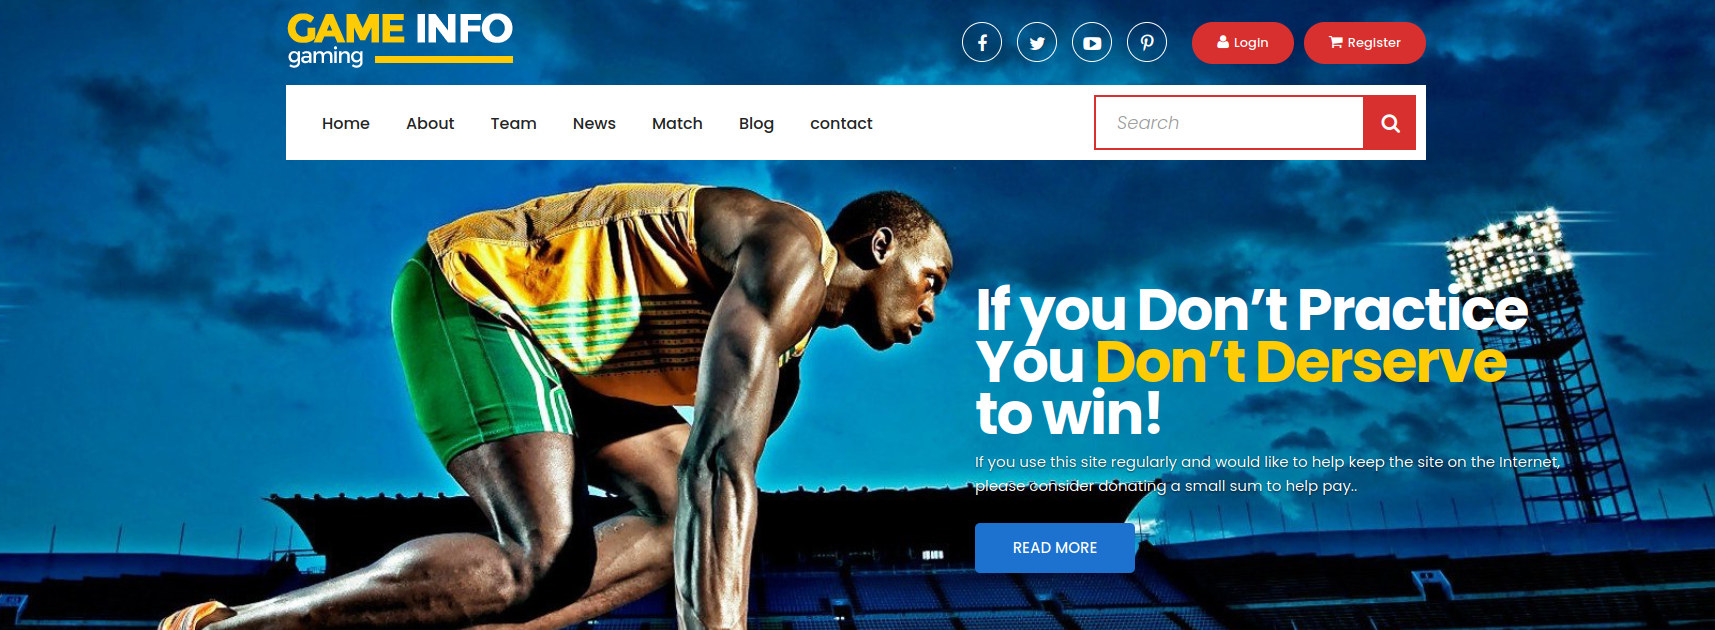 GAME INFO
gaming
Login
Register
Home About Team News Match Blog contact
Search
If you Don’t Practice
You Don’t Derserve
to win!
If you use this site regularly and would like to help keep the site on the Internet,
please consider donating a small sum to help pay..
READ MORE